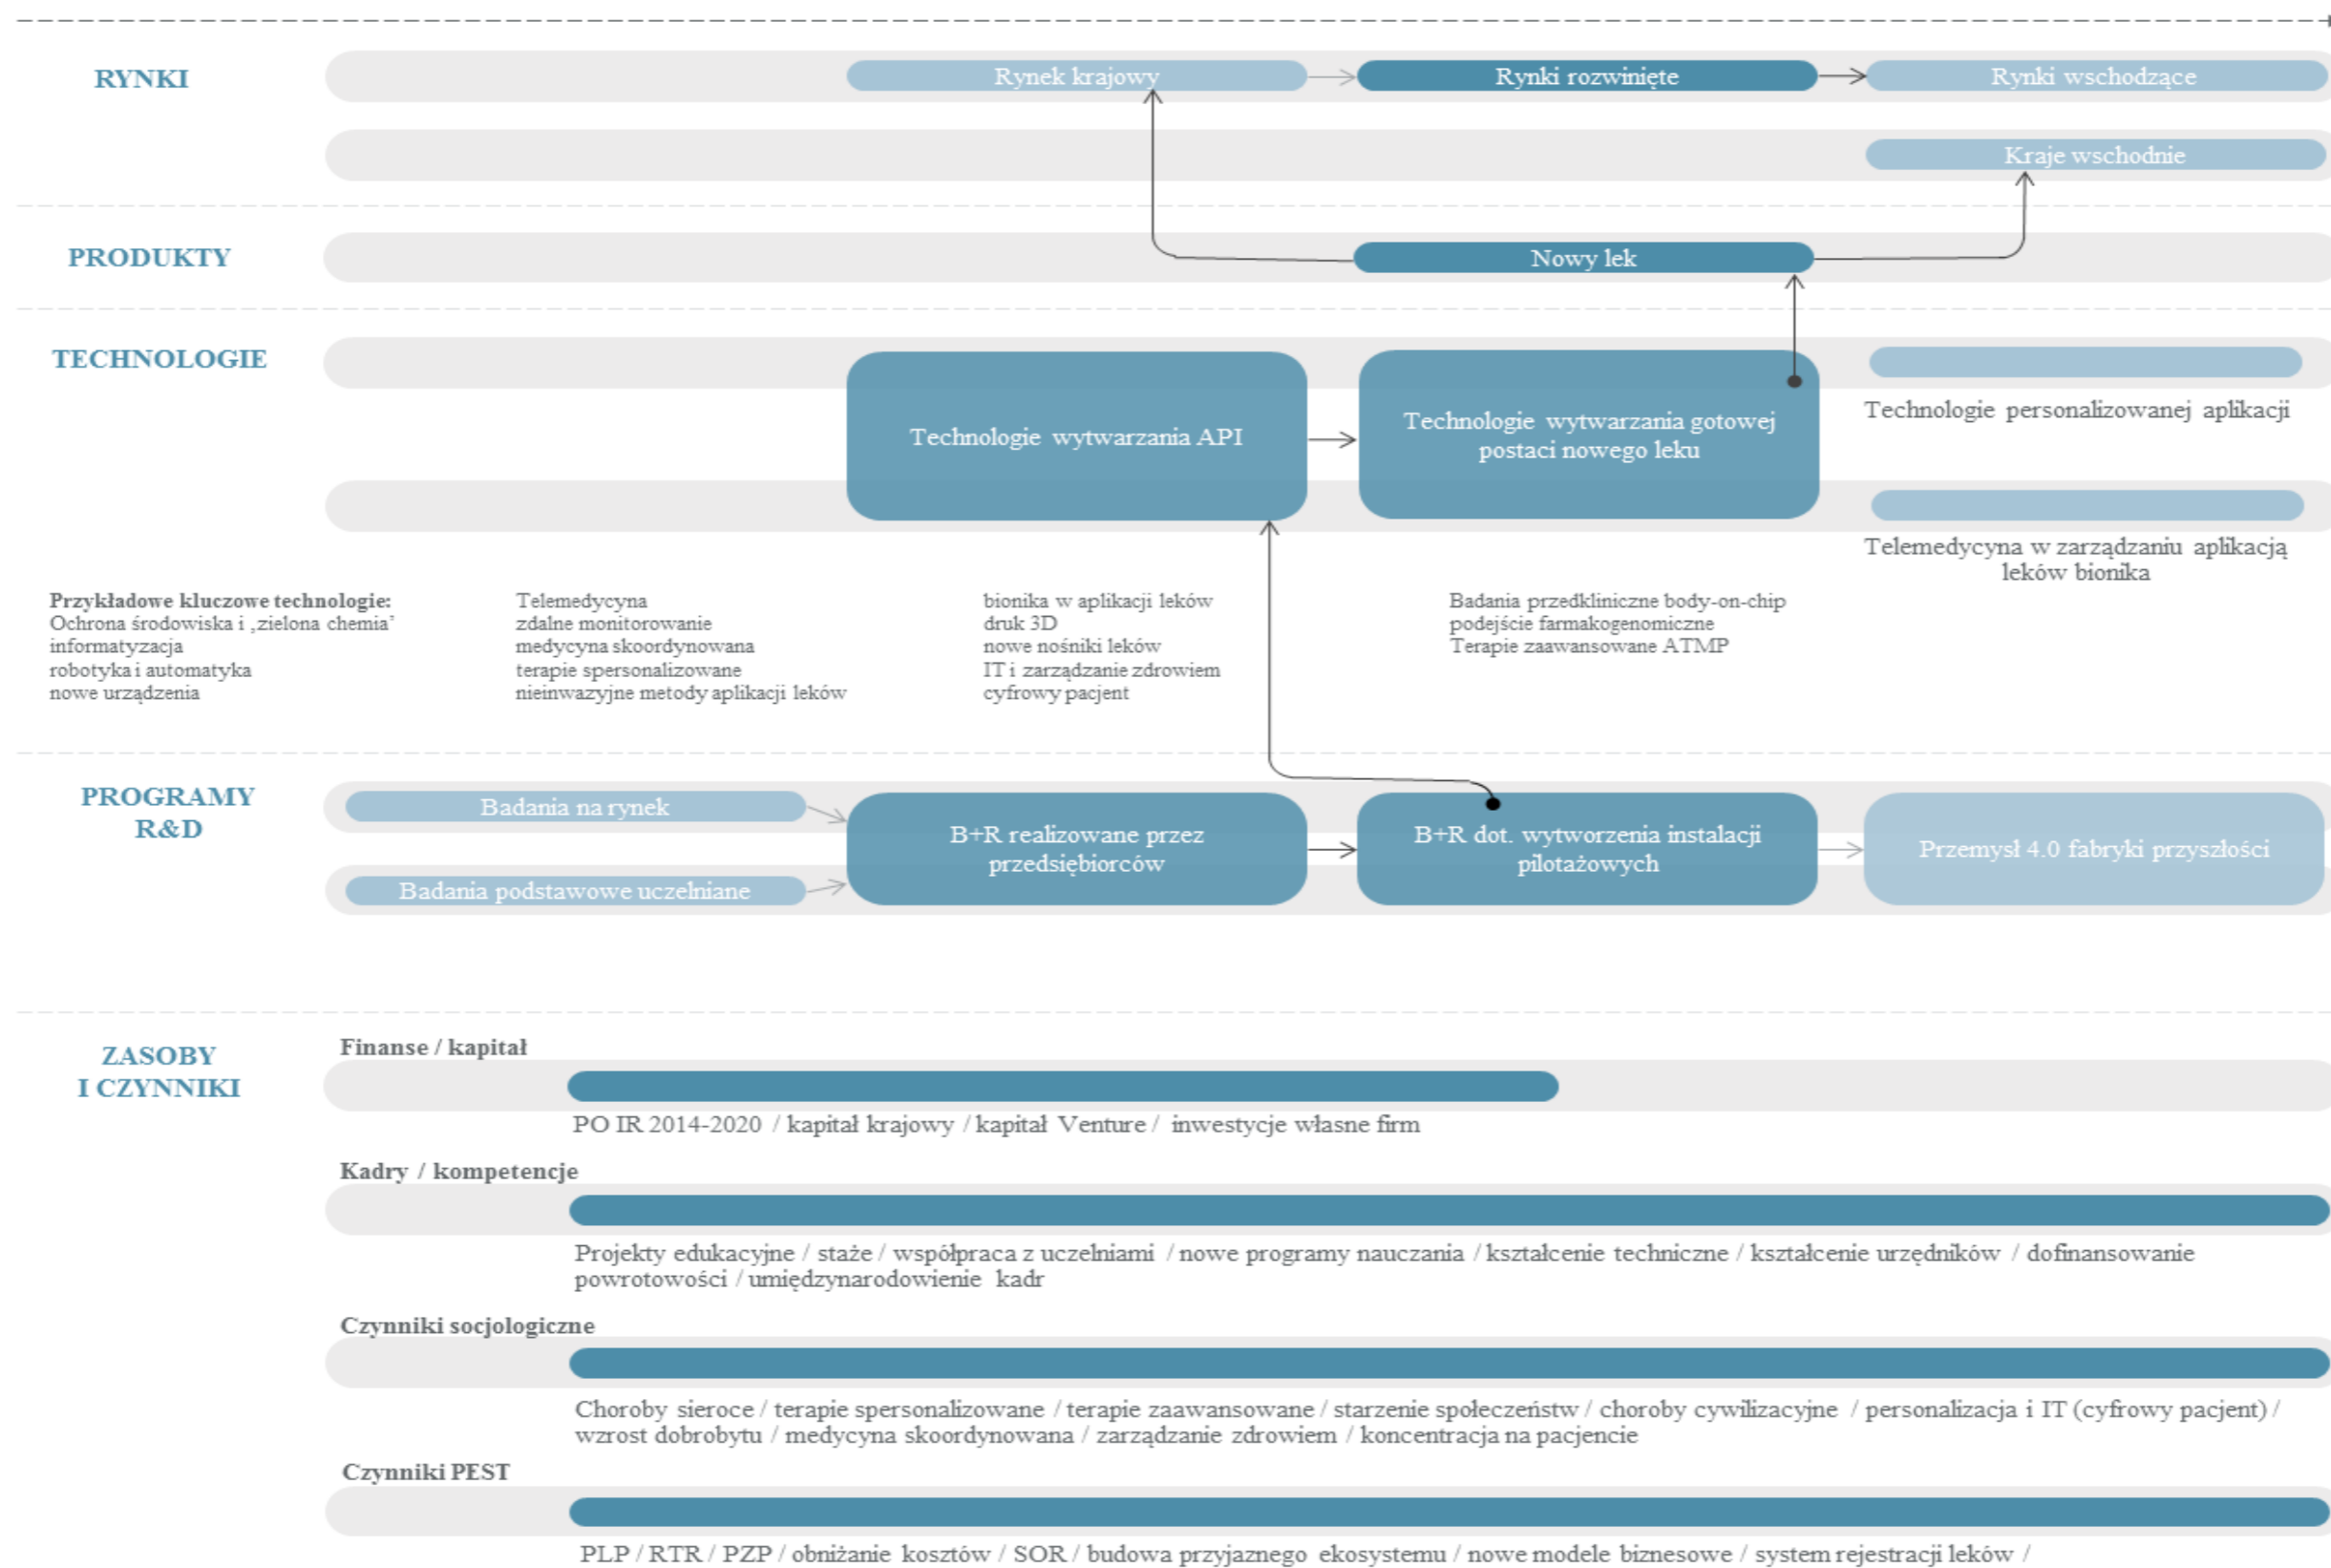 RYNKI
Rynek krajowy
Rynki rozwinięte
Rynki wschodzące
Kraje wschodnie
PRODUKTY
Nowy lek
TECHNOLOGIE
Technologie wytwarzania API
Technologie wytwarzania gotowej
postaci nowego leku
Technologie personalizowanej aplikacji
Telemedycyna w zarządzaniu aplikacją
leków bionika
Przykładowe kluczowe technologie:
Ochrona środowiska i ‚zielona chemia’
informatyzacja
robotyka i automatyka
nowe urządzenia
Telemedycyna
zdalne monitorowanie
medycyna skoordynowana
terapie spersonalizowane
nieinwazyjne metody aplikacji leków
bionika w aplikacji leków
druk 3D
nowe nośniki leków
IT i zarządzanie zdrowiem
cyfrowy pacjent
Badania przedkliniczne body-on-chip
podejście farmakogenomiczne
Terapie zaawansowane ATMP
PROGRAMY
R&D
Badania na rynek
Badania podstawowe uczelniane
B+R realizowane przez
przedsiębiorców
B+R dot. wytworzenia instalacji
pilotażowych
Przemysł 4.0 fabryki przyszłości
ZASOBY
I CZYNNIKI
Finanse / kapitał
PO IR 2014-2020 / kapitał krajowy / kapitał Venture / inwestycje własne firm
Kadry / kompetencje
Projekty edukacyjne / staże / współpraca z uczelniami / nowe programy nauczania / kształcenie techniczne / kształcenie urzędników / dofinansowanie
powrotowości / umiędzynarodowienie kadr
Czynniki socjologiczne
Choroby sieroce / terapie spersonalizowane / terapie zaawansowane / starzenie społeczeństw / choroby cywilizacyjne / personalizacja i IT (cyfrowy pacjent) /
wzrost dobrobytu / medycyna skoordynowana / zarządzanie zdrowiem / koncentracja na pacjencie
Czynniki PEST
PLP / RTR / PZP / obniżanie kosztów / SOR / budowa przyjaznego ekosystemu / nowe modele biznesowe / system rejestracji leków /